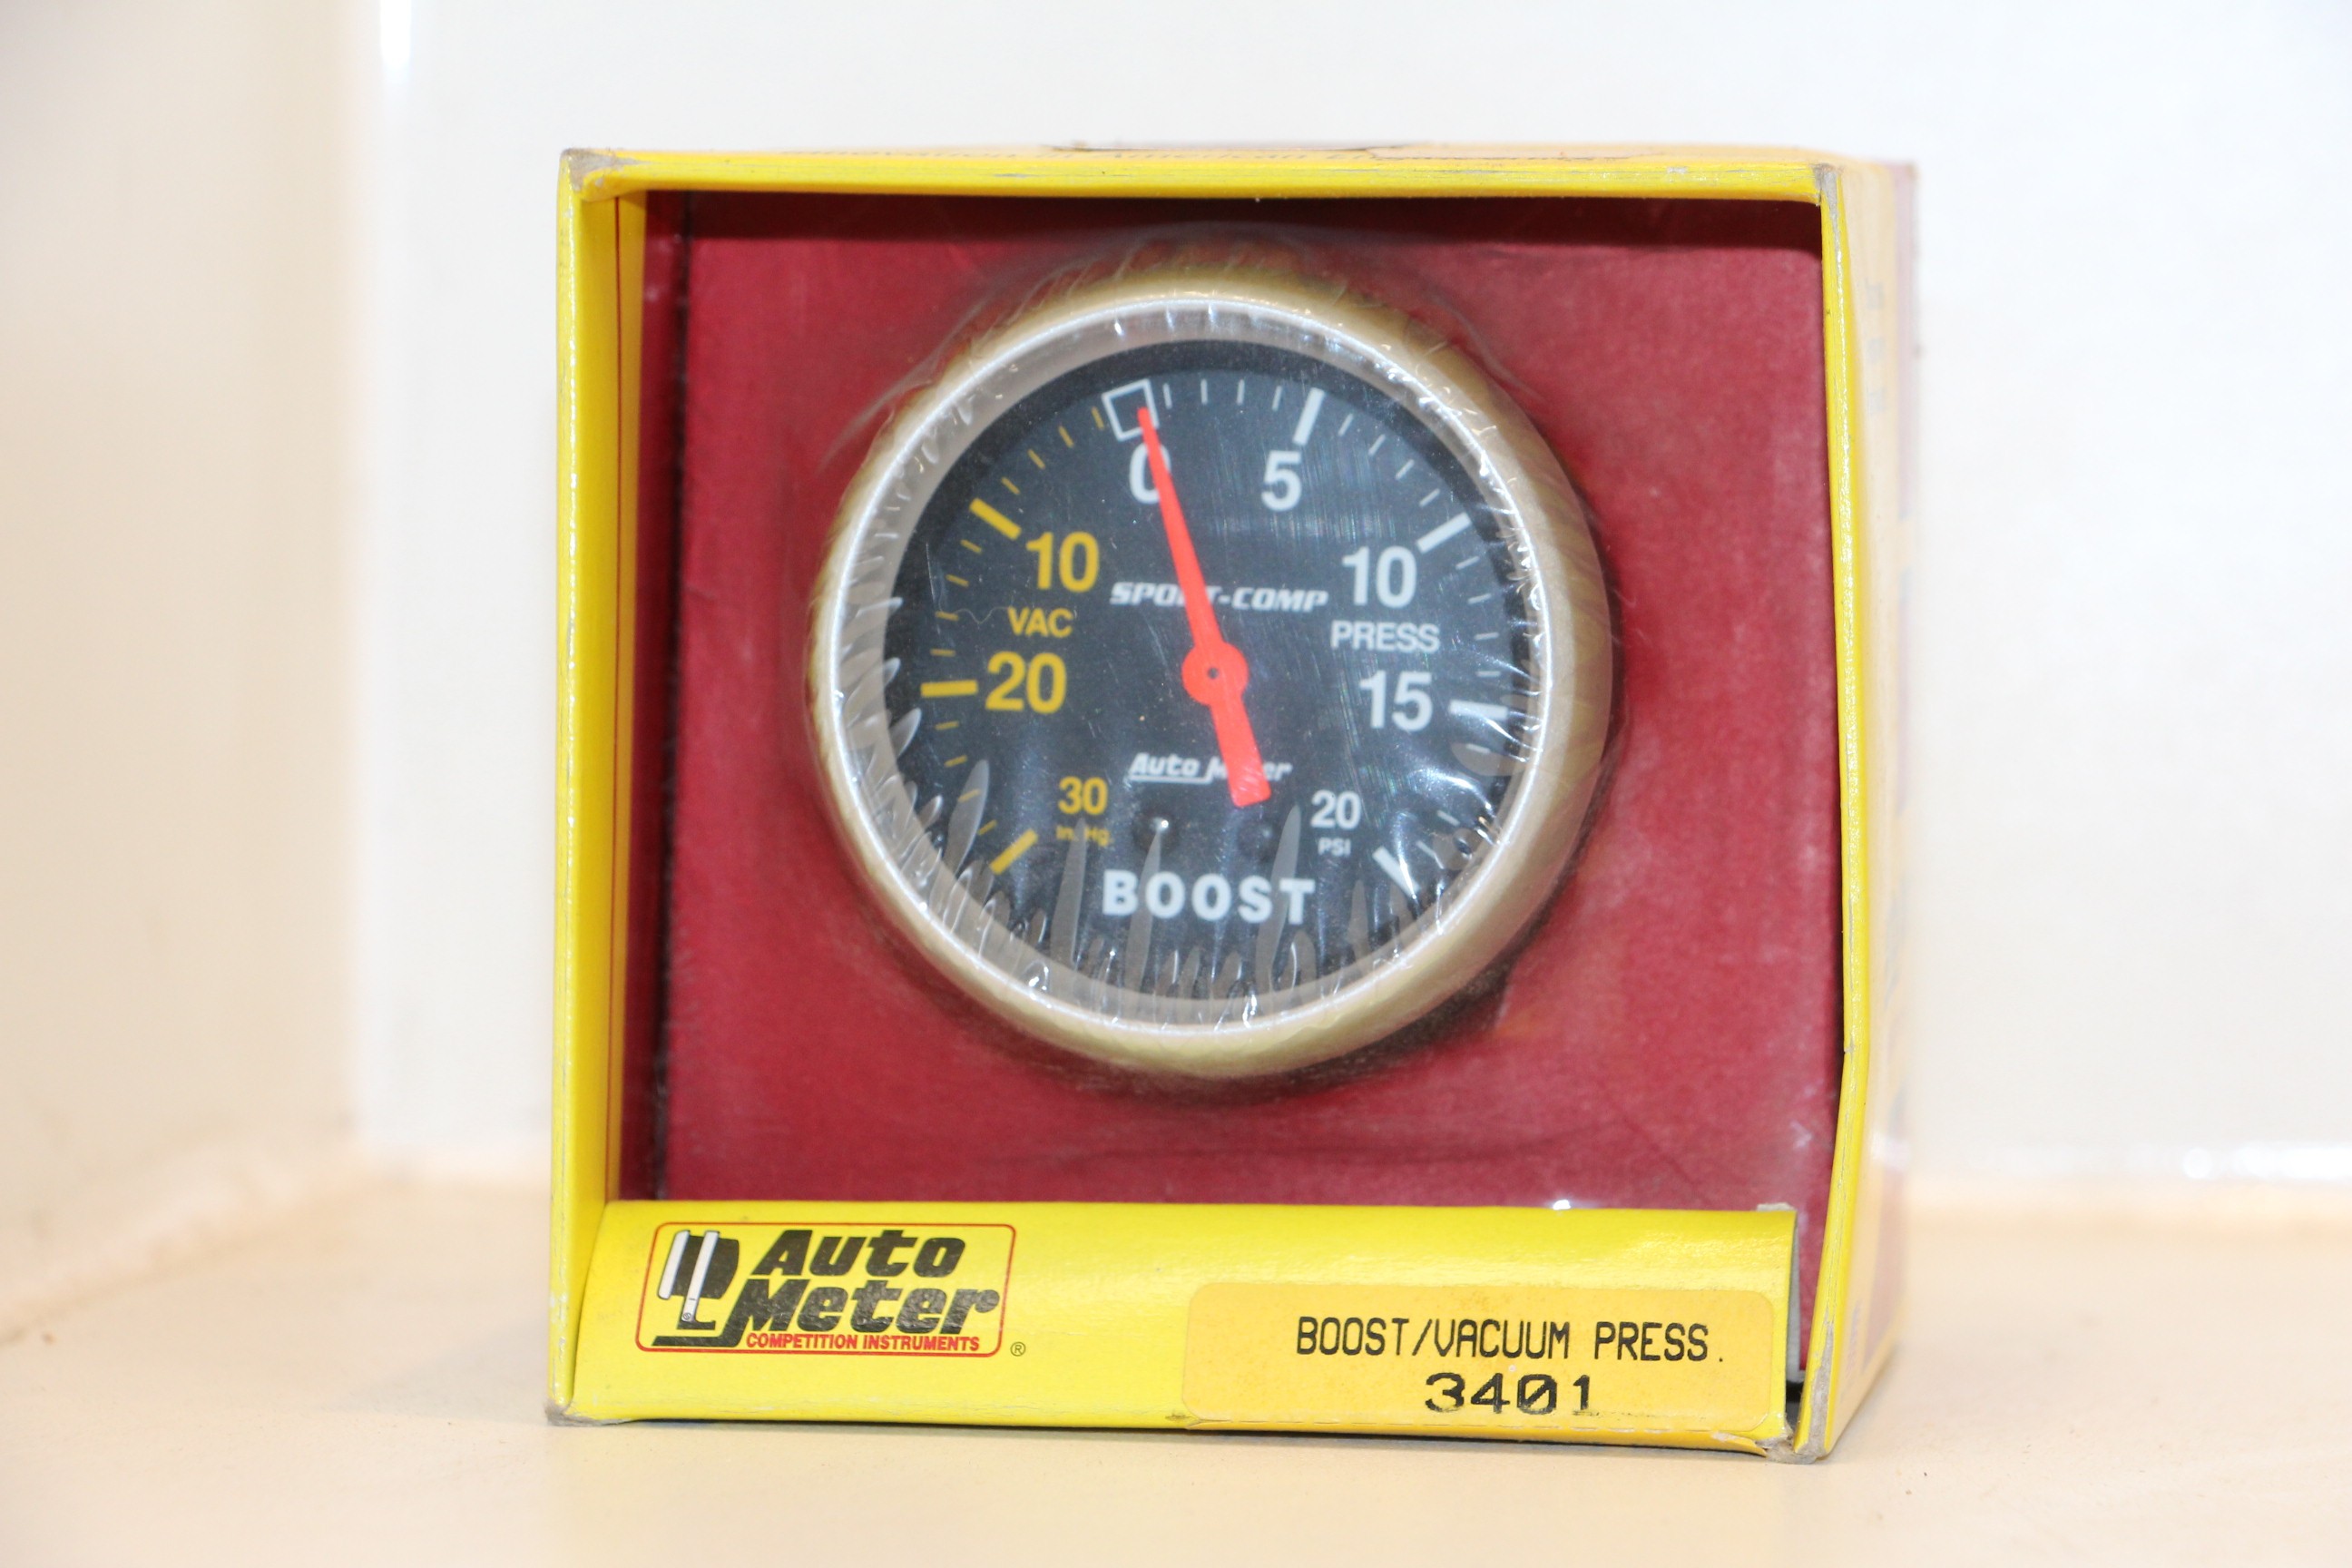 0 5
10 10
SPORT-COMP
VAC PRESS
20 15
Auto Meter
30 20
In. Hg. PSI
BOOST
Auto
Meter
COMPETITION INSTRUMENTS ®
BOOST/VACUUM PRESS.
3401